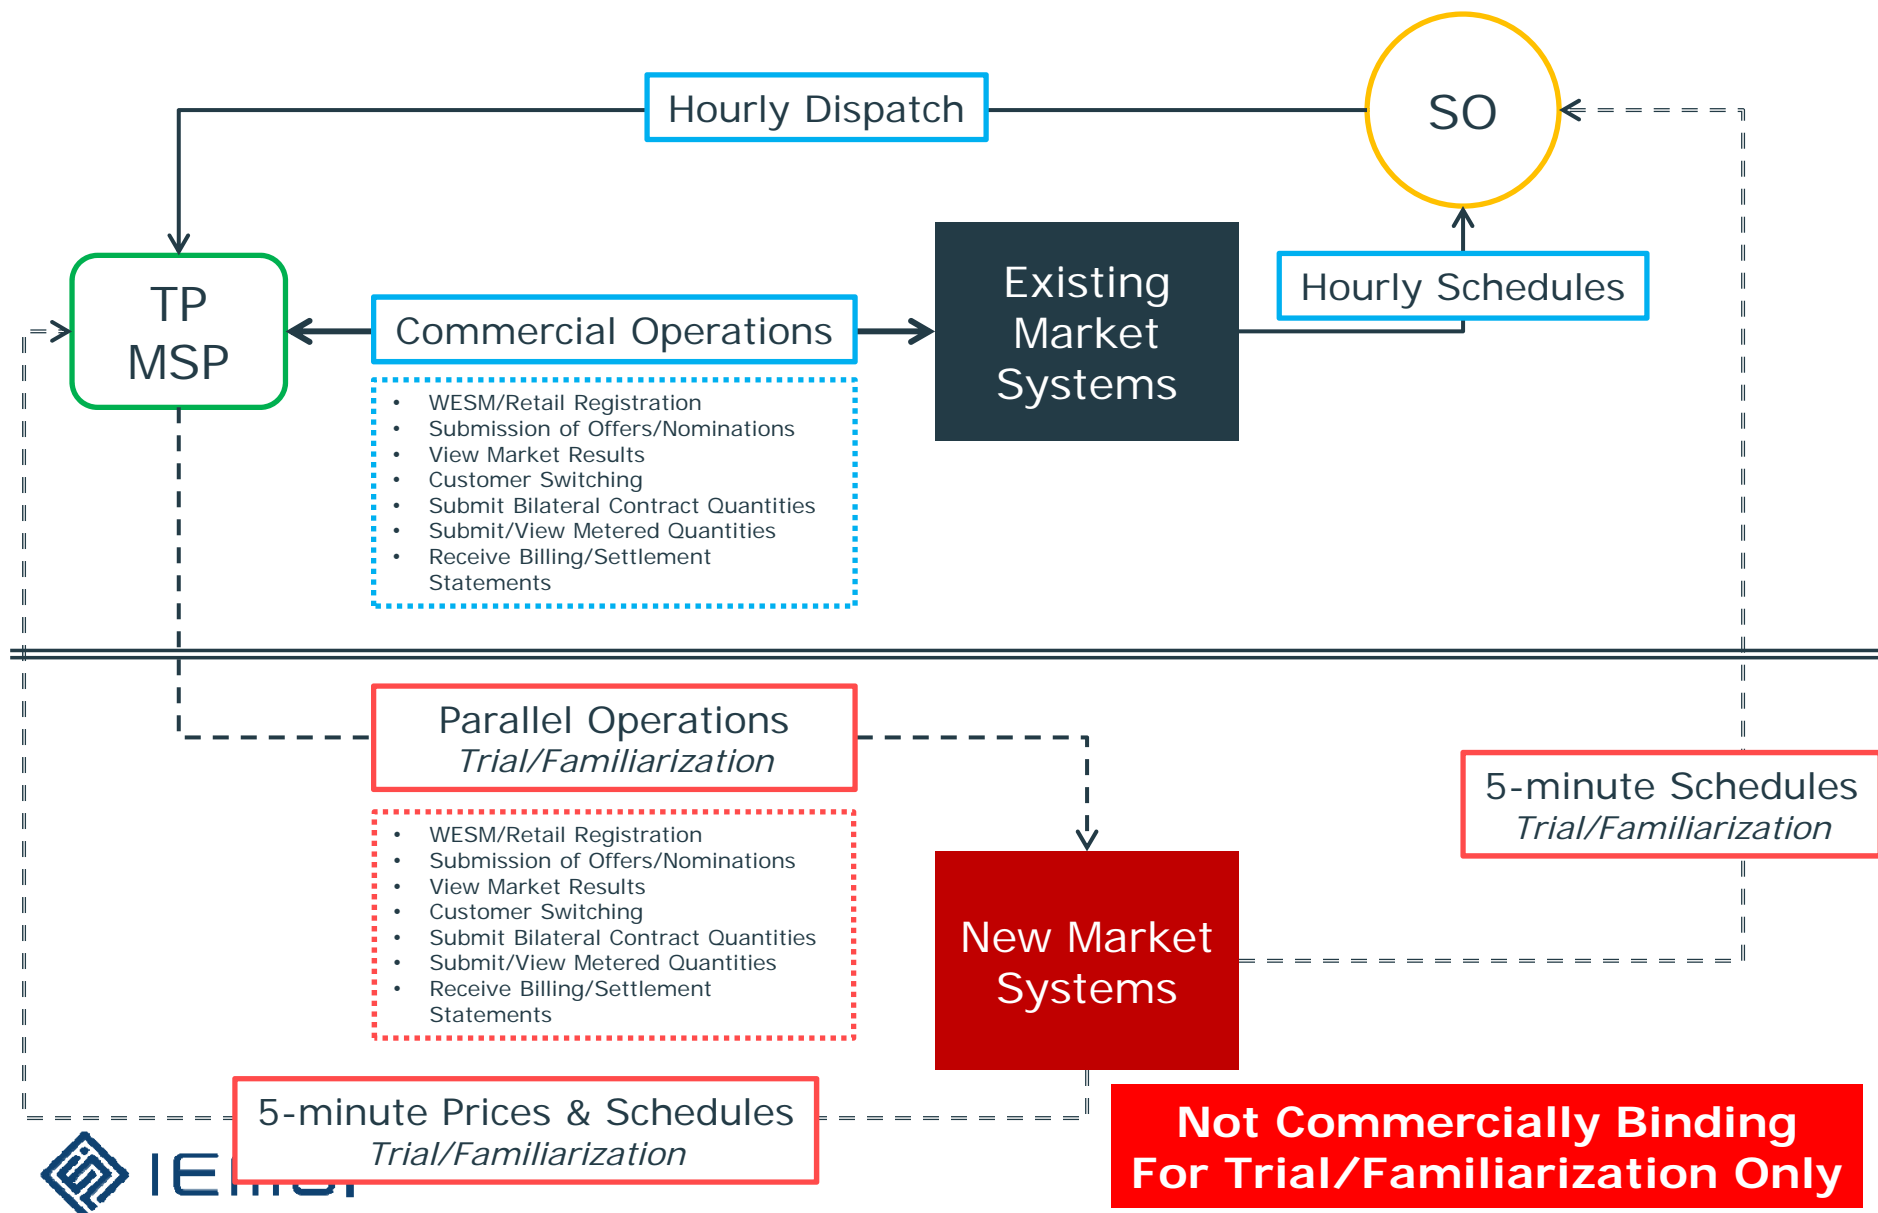 Hourly Dispatch
SO
TP
MSP
Commercial Operations
Existing
Market
Systems
Hourly Schedules
• WESM/Retail Registration
• Submission of Offers/Nominations
• View Market Results
• Customer Switching
• Submit Bilateral Contract Quantities
• Submit/View Metered Quantities
• Receive Billing/Settlement
Statements
Parallel Operations
Trial/Familiarization
5-minute Schedules
Trial/Familiarization
• WESM/Retail Registration
• Submission of Offers/Nominations
• View Market Results
• Customer Switching
• Submit Bilateral Contract Quantities
• Submit/View Metered Quantities
• Receive Billing/Settlement
Statements
New Market
Systems
5-minute Prices & Schedules
Trial/Familiarization
Not Commercially Binding
For Trial/Familiarization Only